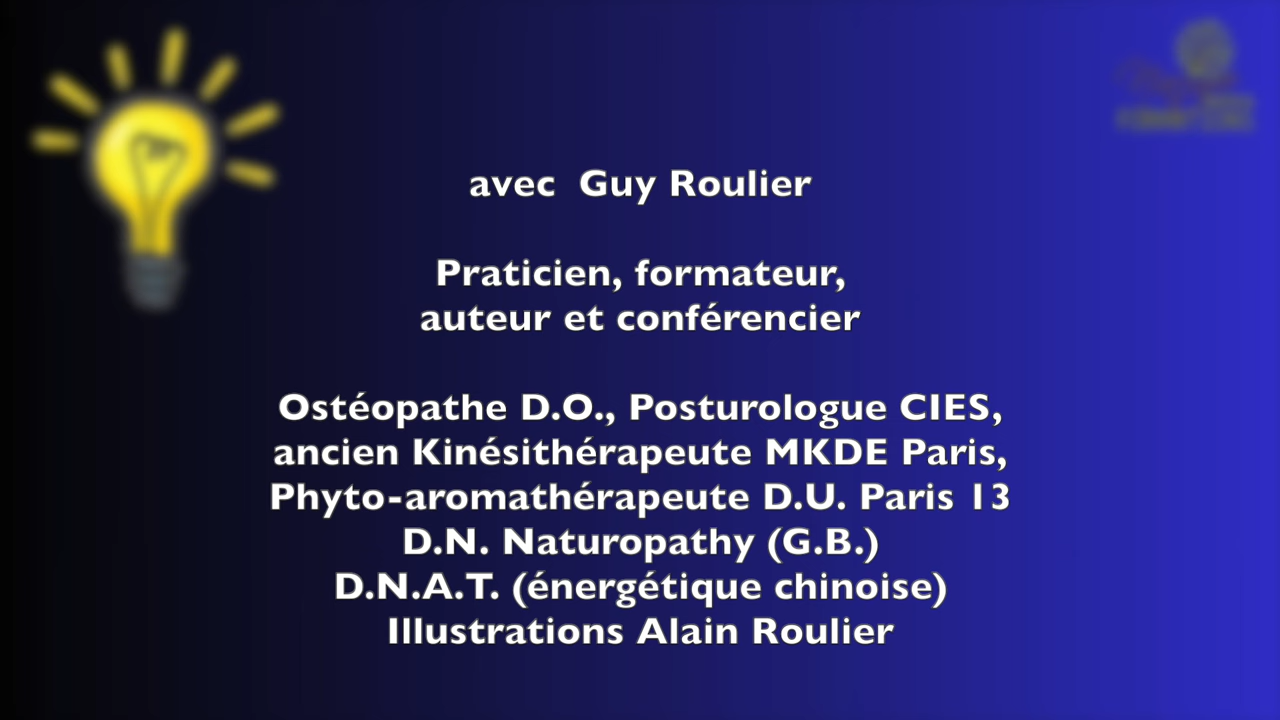 avec  Guy Roulier
Praticien, formateur,
auteur et conférencier
Ostéopathe D.O., Posturologue CIES,
ancien Kinésithérapeute MKDE Paris,
Phyto-aromathérapeute D.U. Paris 13
D.N. Naturopathy (G.B.)
D.N.A.T. (énergétique chinoise)
Illustrations Alain Roulier